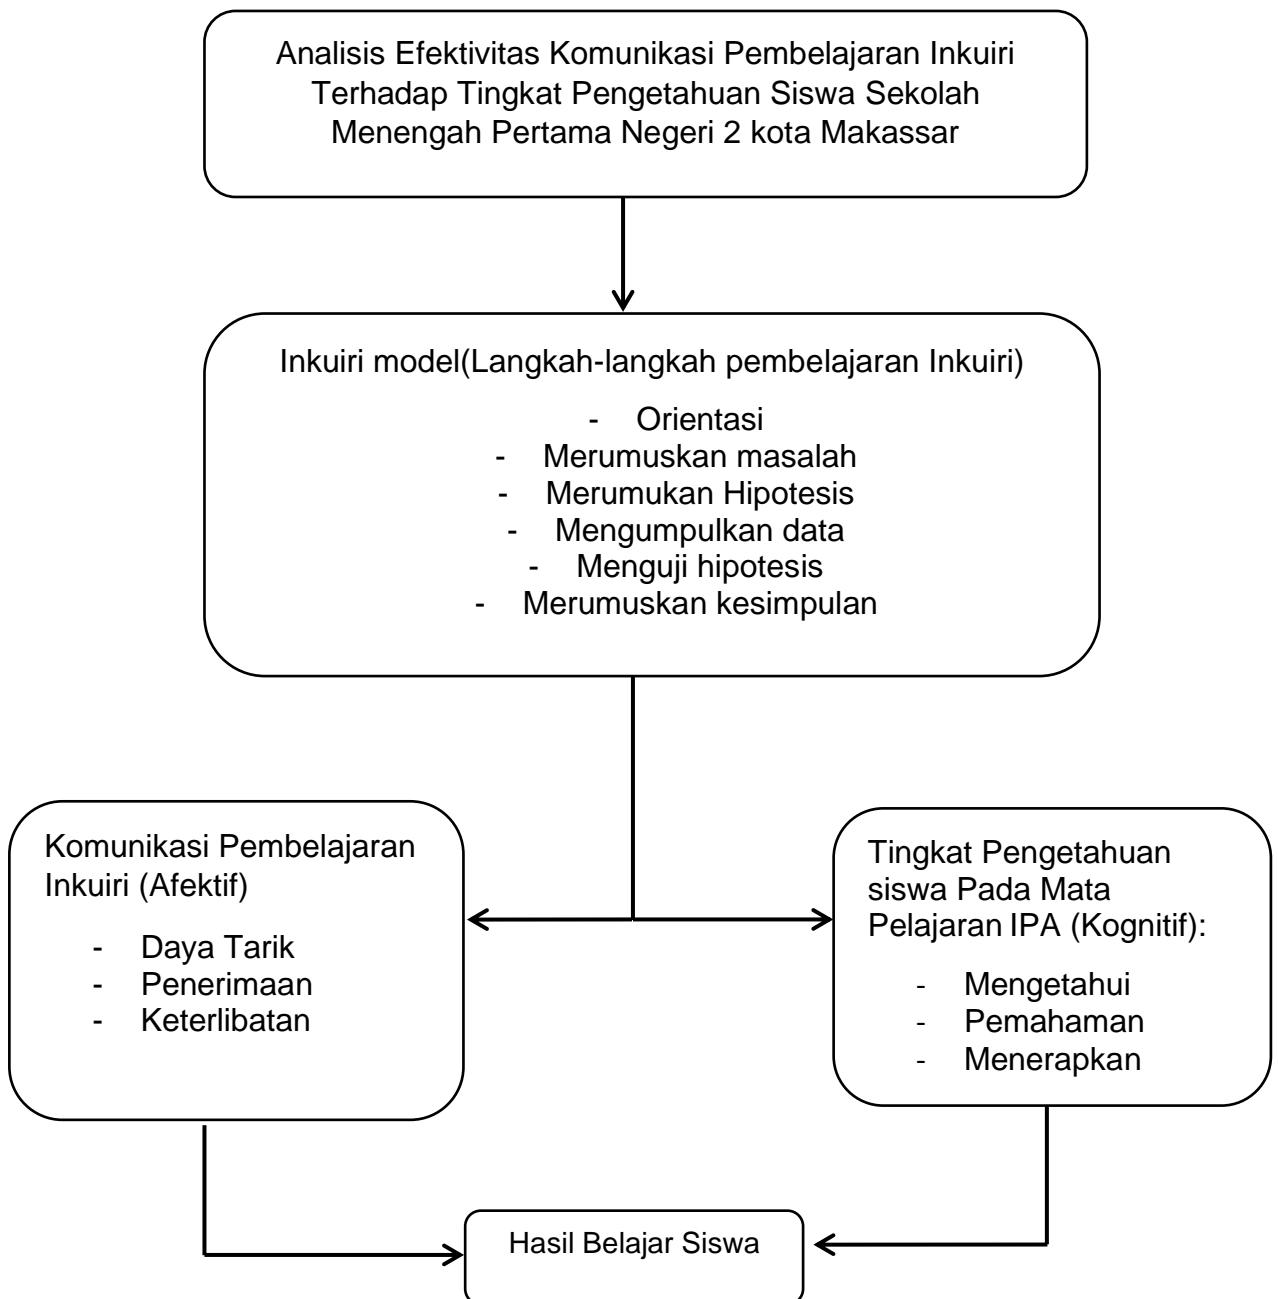 Analisis Efektivitas Komunikasi Pembelajaran Inkuiri
Terhadap Tingkat Pengetahuan Siswa Sekolah
Menengah Pertama Negeri 2 kota Makassar
Inkuiri model(Langkah-langkah pembelajaran Inkuiri)
- Orientasi
- Merumuskan masalah
- Merumukan Hipotesis
- Mengumpulkan data
- Menguji hipotesis
- Merumuskan kesimpulan
Komunikasi Pembelajaran
Inkuiri (Afektif)
- Daya Tarik
- Penerimaan
- Keterlibatan
Tingkat Pengetahuan
siswa Pada Mata
Pelajaran IPA (Kognitif):
- Mengetahui
- Pemahaman
- Menerapkan
Hasil Belajar Siswa